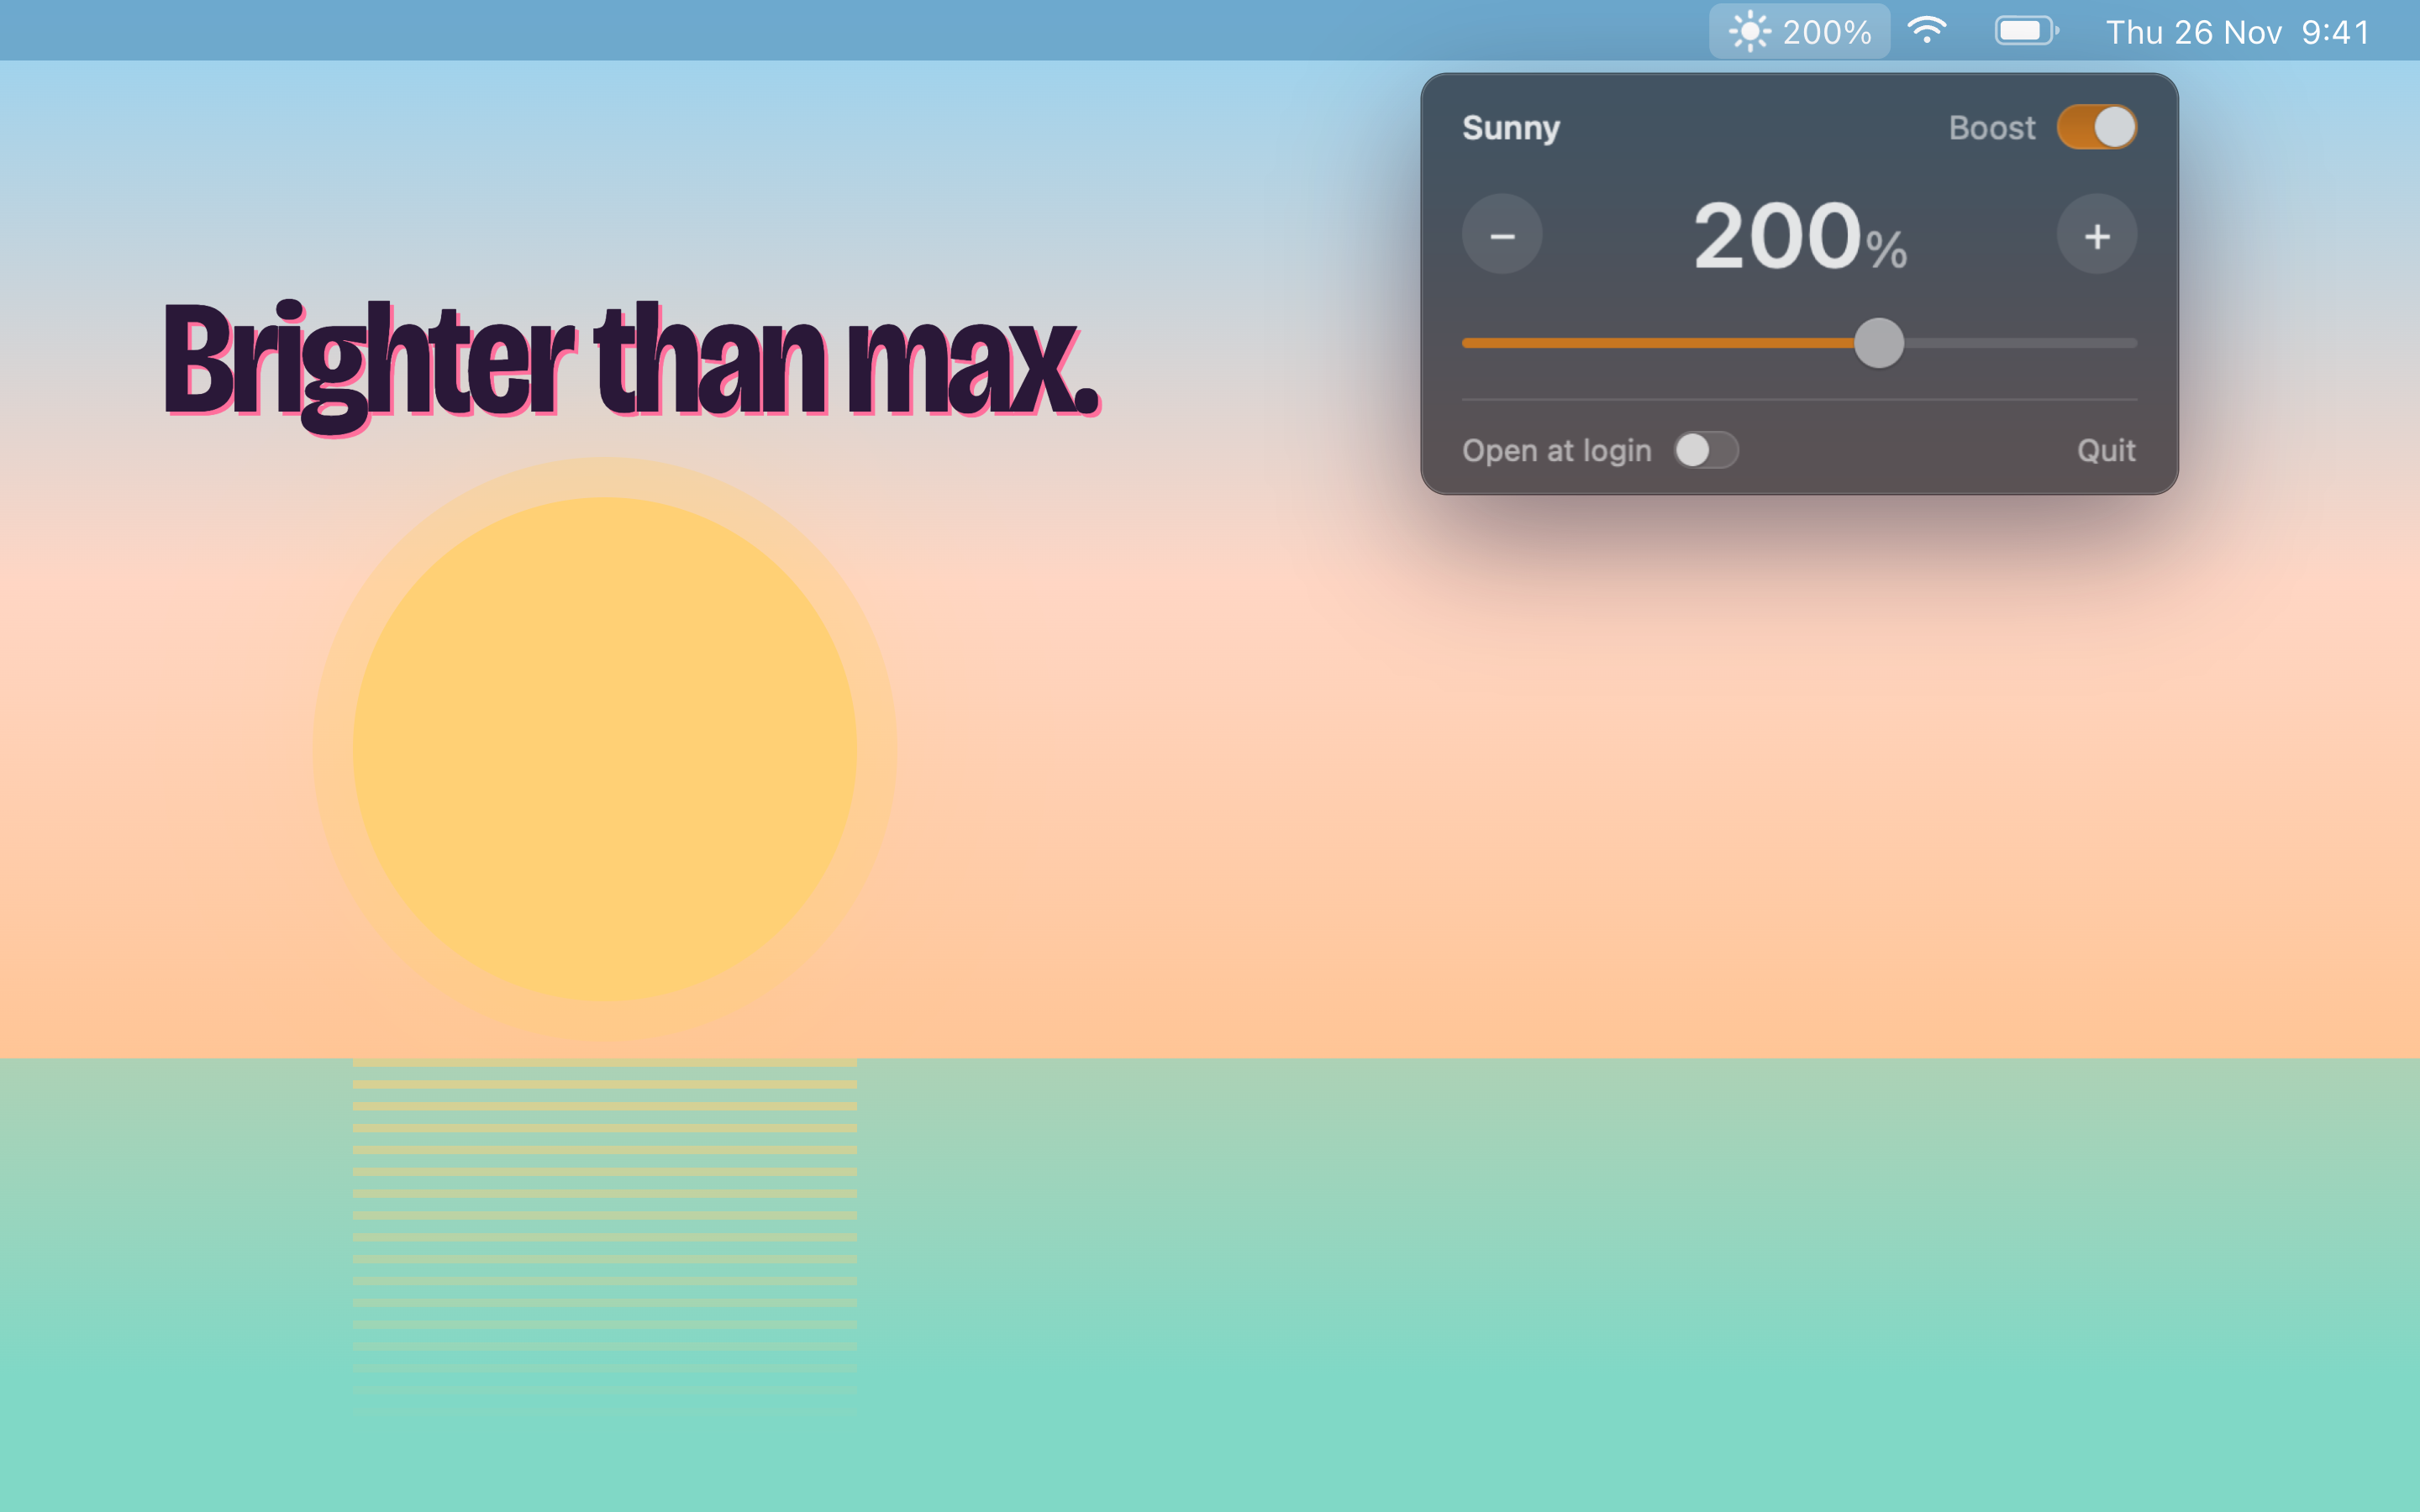 200% Thu 26 Nov 9:41
Sunny Boost
− 200% +
Brighter than max.
Open at login Quit